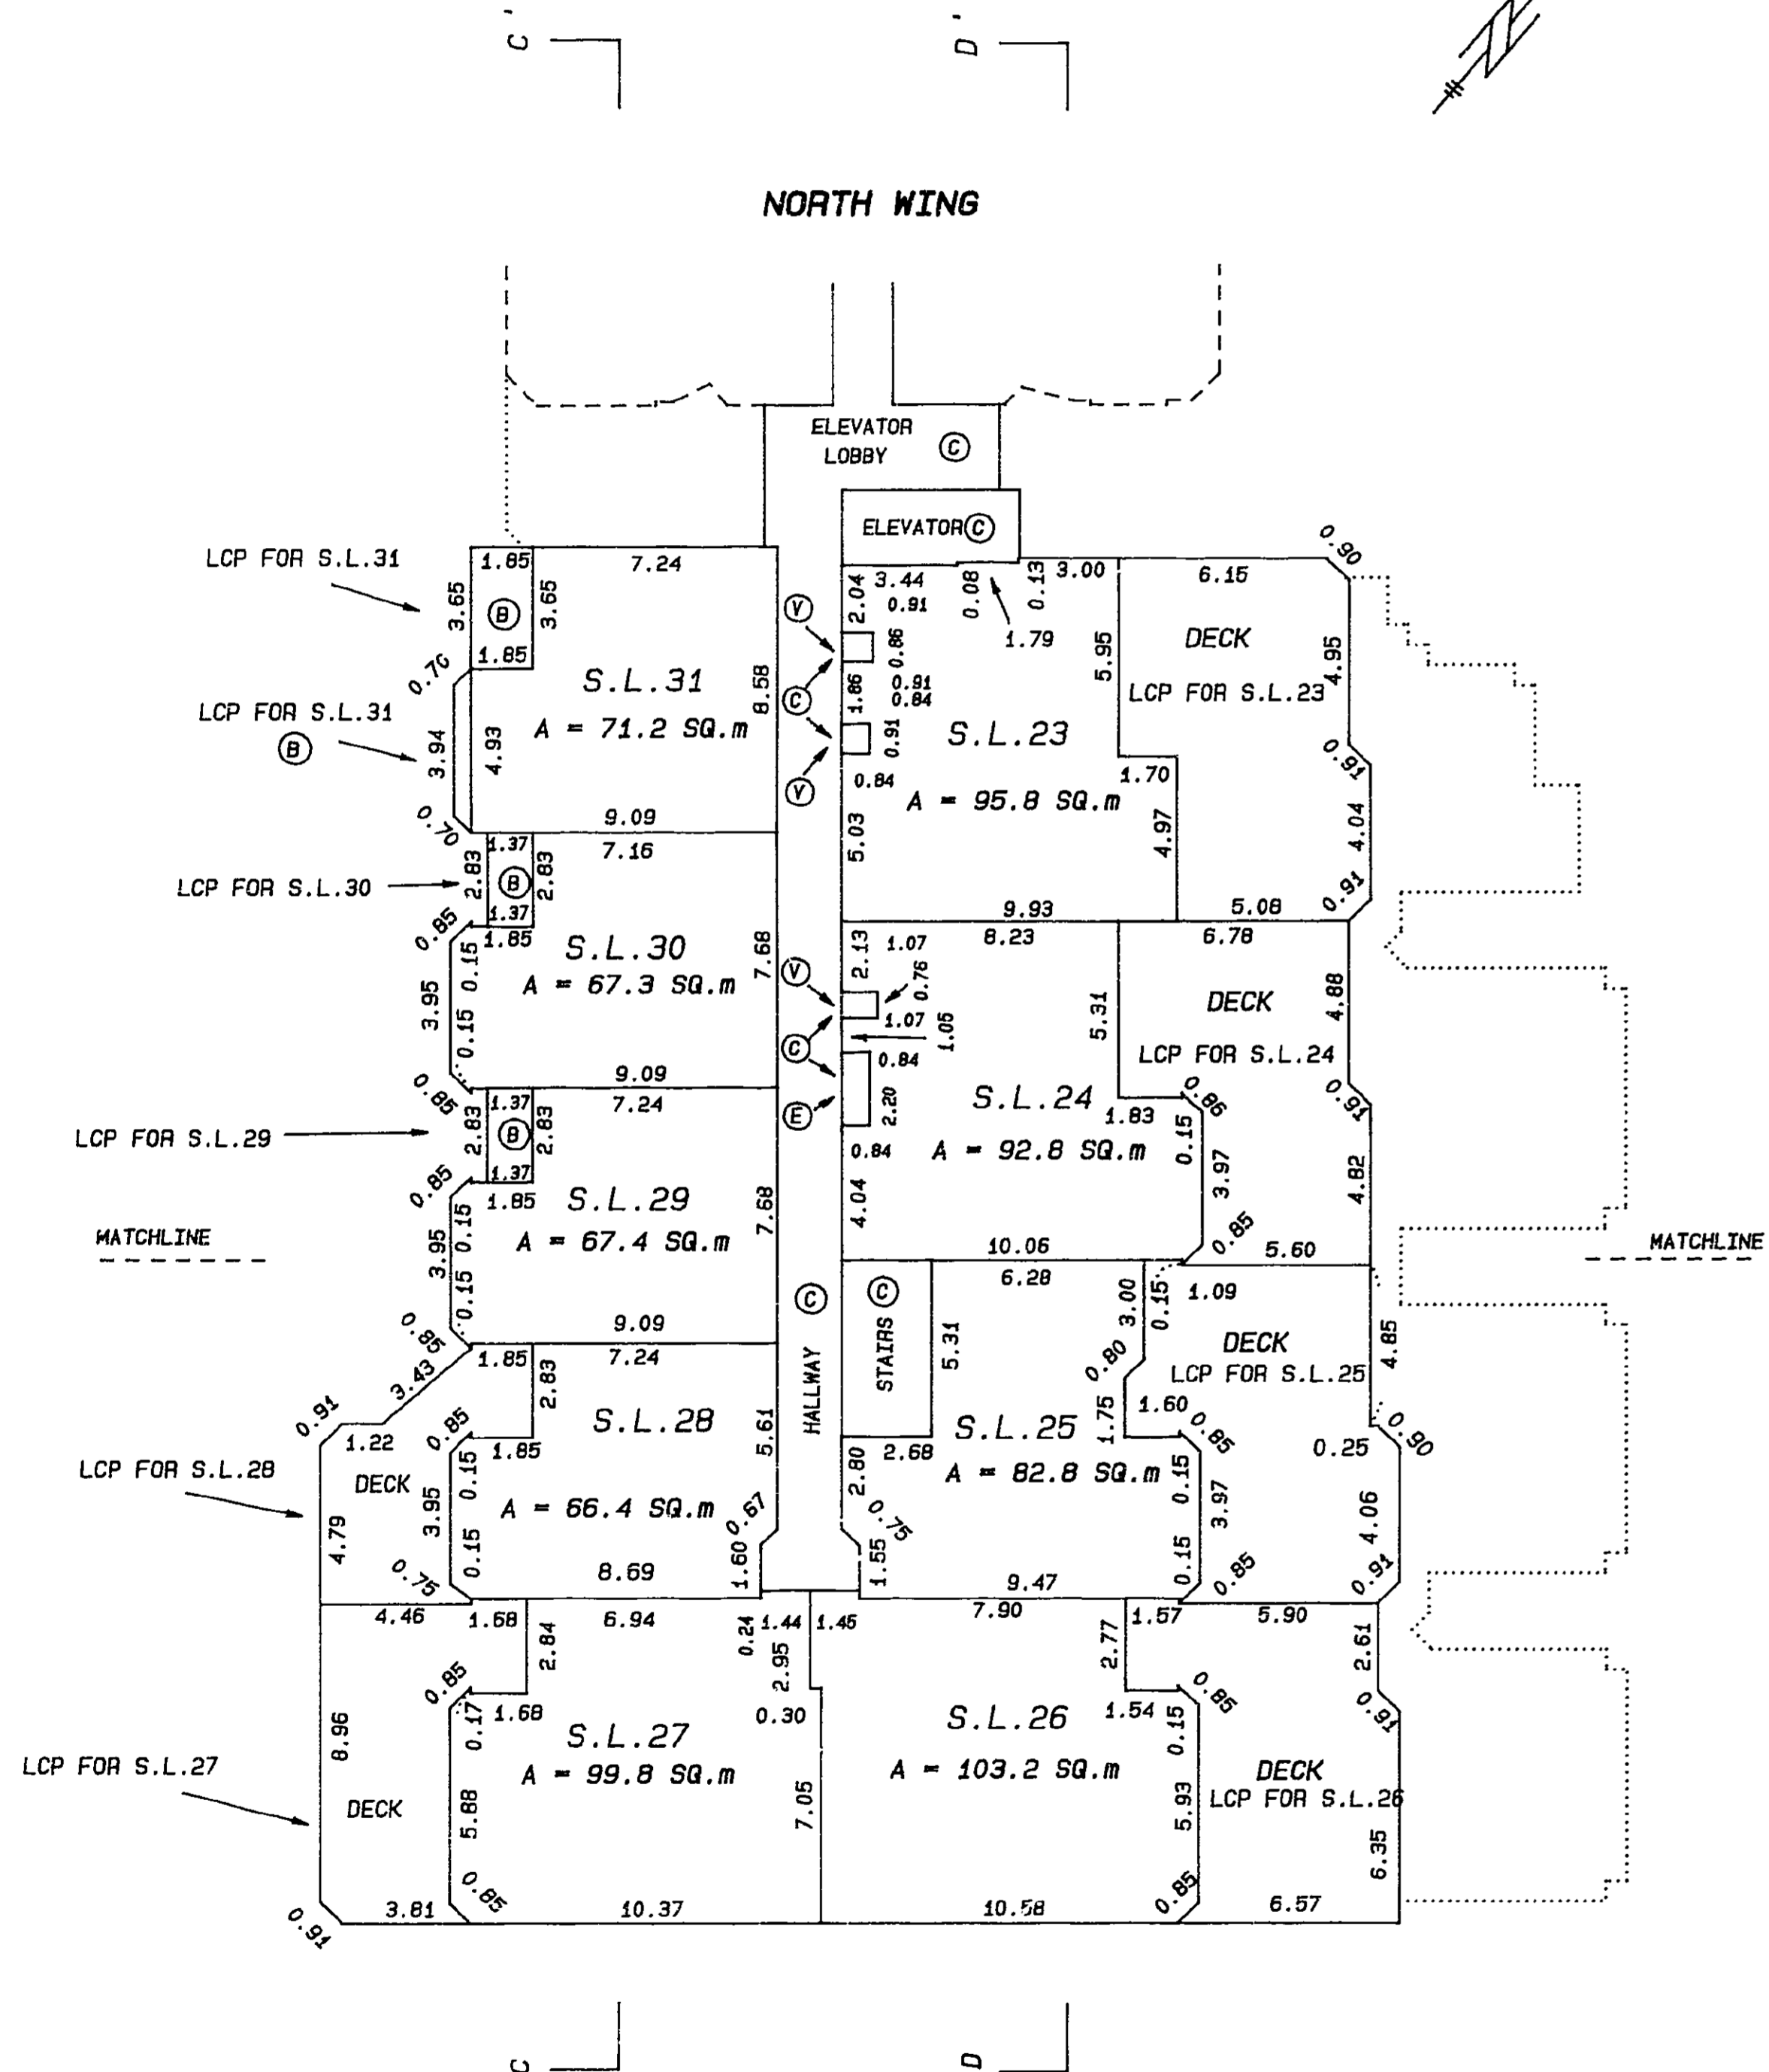 C '
D '
N
NORTH WING
ELEVATOR
LOBBY
C
ELEVATOR C
LCP FOR S.L.31
1.85
7.24
3.65
B
3.65
1.85
0.70
S.L.31
A = 71.2 SQ.m
8.58
LCP FOR S.L.31
B
3.94
4.93
0.70
9.09
V
C
V
2.04
3.44
0.91
0.08
0.13
3.00
1.79
0.86
1.86
0.91
0.84
0.91
0.84
5.03
5.95
S.L.23
A = 95.8 SQ.m
1.70
4.97
9.93
6.15
0.90
DECK
LCP FOR S.L.23
4.95
0.91
4.04
0.91
5.08
LCP FOR S.L.30
2.83
1.37
B
2.83
1.37
7.16
0.85
1.85
0.15
3.95
0.15
0.85
S.L.30
A = 67.3 SQ.m
7.68
9.09
V
C
E
2.13
8.23
1.07
0.76
1.07
1.05
0.84
2.20
0.84
4.04
5.31
S.L.24
A = 92.8 SQ.m
1.83
0.86
0.15
3.97
0.85
10.06
6.78
DECK
LCP FOR S.L.24
4.88
0.91
4.82
5.60
LCP FOR S.L.29
2.83
1.37
B
2.83
1.37
7.24
0.85
1.85
0.15
3.95
0.15
0.85
S.L.29
A = 67.4 SQ.m
7.68
9.09
MATCHLINE
MATCHLINE
C
HALLWAY
C
STAIRS
5.31
6.28
3.00
0.15
1.09
0.80
1.75
1.60
0.85
DECK
LCP FOR S.L.25
4.85
0.90
0.25
2.68
2.80
0.75
1.55
S.L.25
A = 82.8 SQ.m
0.15
3.97
0.15
0.85
4.06
0.91
9.47
3.43
1.85
7.24
2.83
0.91
1.22
0.85
1.85
S.L.28
5.61
LCP FOR S.L.28
DECK
0.15
3.95
0.15
A = 66.4 SQ.m
0.67
1.60
4.79
0.75
8.69
4.46
1.68
6.94
0.24
1.44
1.45
2.84
2.95
0.85
1.68
0.17
0.30
S.L.27
A = 99.8 SQ.m
8.96
LCP FOR S.L.27
DECK
5.88
7.05
0.85
0.91
3.81
10.37
7.90
1.57
5.90
2.77
2.61
0.85
1.54
0.15
0.91
S.L.26
A = 103.2 SQ.m
DECK
LCP FOR S.L.26
5.93
6.35
0.85
10.58
6.57
C
D